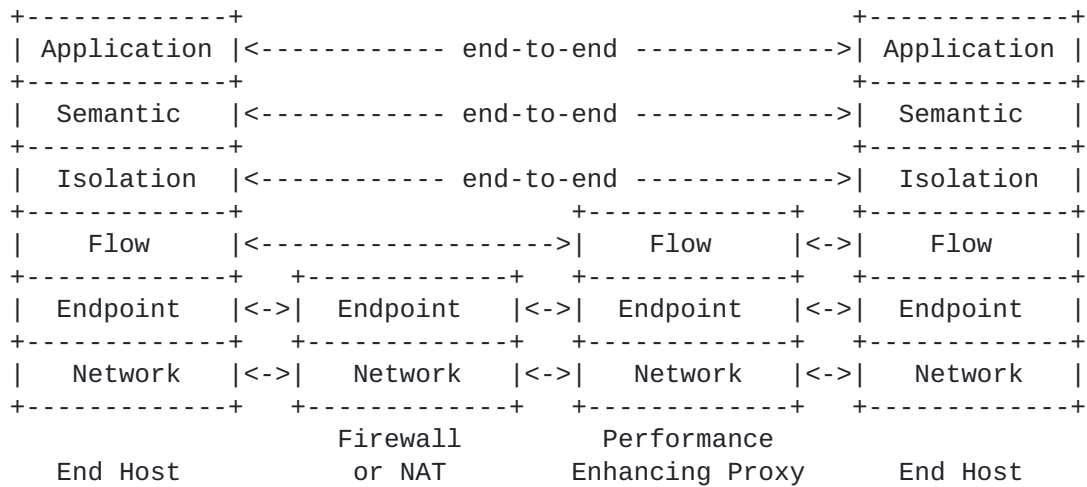 +-------------+                                        +-------------+
| Application |<------------ end-to-end ------------->| Application |
+-------------+                                        +-------------+
|  Semantic   |<------------ end-to-end ------------->|  Semantic   |
+-------------+                                        +-------------+
|  Isolation  |<------------ end-to-end ------------->|  Isolation  |
+-------------+                     +-------------+   +-------------+
|    Flow     |<------------------->|    Flow     |<->|    Flow     |
+-------------+   +-------------+   +-------------+   +-------------+
|  Endpoint   |<->|  Endpoint   |<->|  Endpoint   |<->|  Endpoint   |
+-------------+   +-------------+   +-------------+   +-------------+
|   Network   |<->|   Network   |<->|   Network   |<->|   Network   |
+-------------+   +-------------+   +-------------+   +-------------+
                     Firewall         Performance
   End Host           or NAT        Enhancing Proxy      End Host